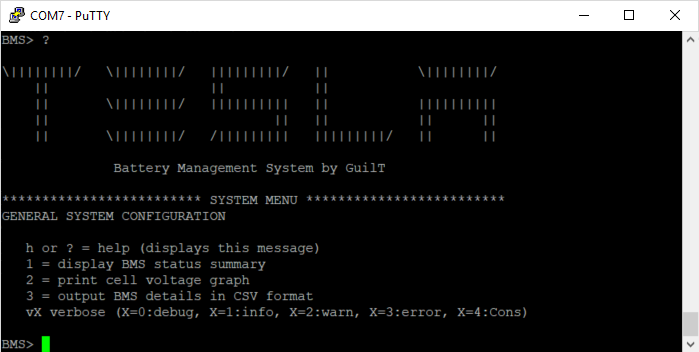 COM7 - PuTTY
BMS> ?
TESLA
Battery Management System by GuilT
************************* SYSTEM MENU *************************
GENERAL SYSTEM CONFIGURATION
h or ? = help (displays this message)
1 = display BMS status summary
2 = print cell voltage graph
3 = output BMS details in CSV format
vX verbose (X=0:debug, X=1:info, X=2:warn, X=3:error, X=4:Cons)
BMS>